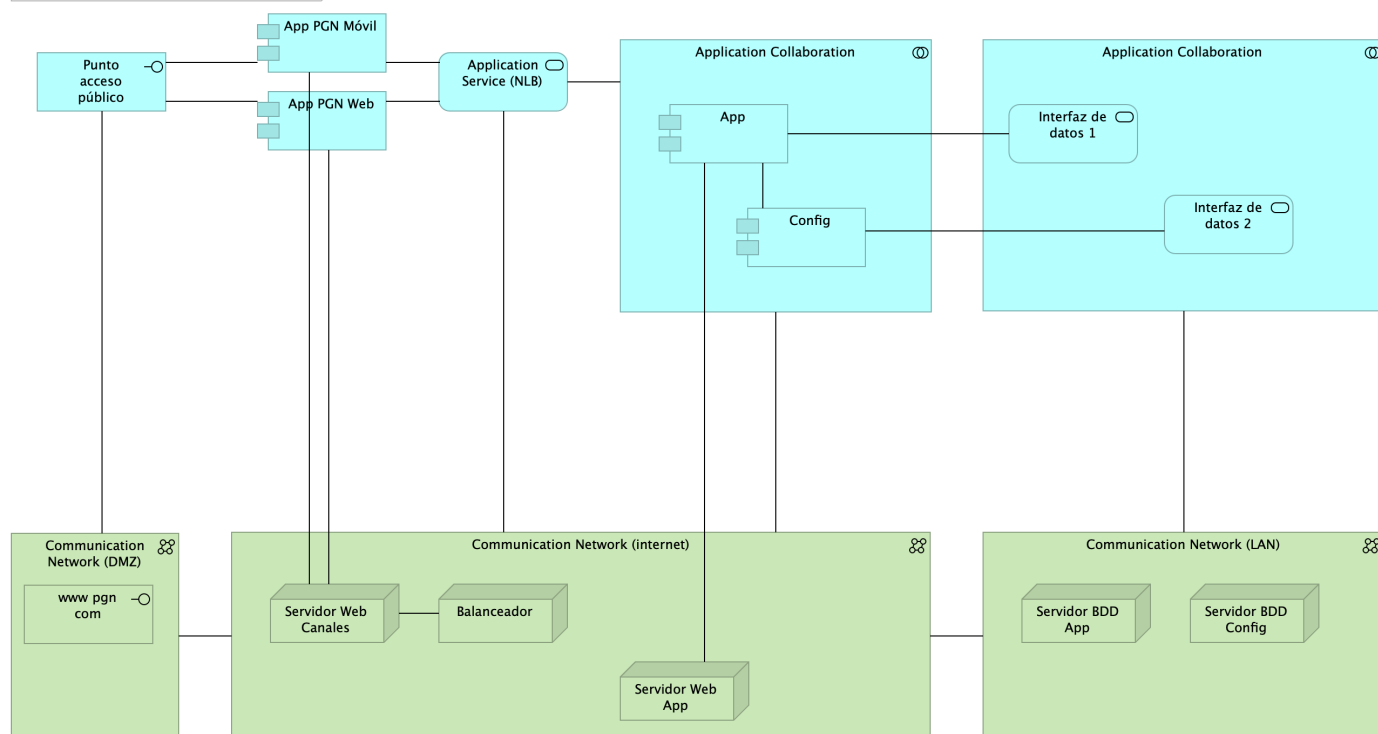 App PGN Móvil
Punto
acceso
público
Application
Service (NLB)
App PGN Web
Application Collaboration
App
Config
Application Collaboration
Interfaz de
datos 1
Interfaz de
datos 2
Communication
Network (DMZ)
www pgn
com
Communication Network (internet)
Servidor Web
Canales
Balanceador
Servidor Web
App
Communication Network (LAN)
Servidor BDD
App
Servidor BDD
Config